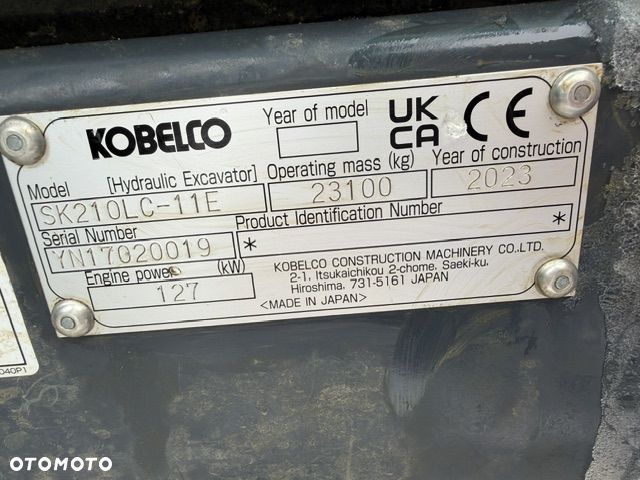 KOBELCO
Year of model
UK
CA
CE
Model [Hydraulic Excavator] Operating mass (kg) Year of construction
SK210LC-11E 23100 2023
Serial Number Product Identification Number
YN17G20019 * *
Engine power (kW)
127
KOBELCO CONSTRUCTION MACHINERY CO.,LTD.
2-1, Itsukaichikou 2-chome, Saeki-ku,
Hiroshima, 731-5161 JAPAN
<MADE IN JAPAN>
040P1
OTOMOTO